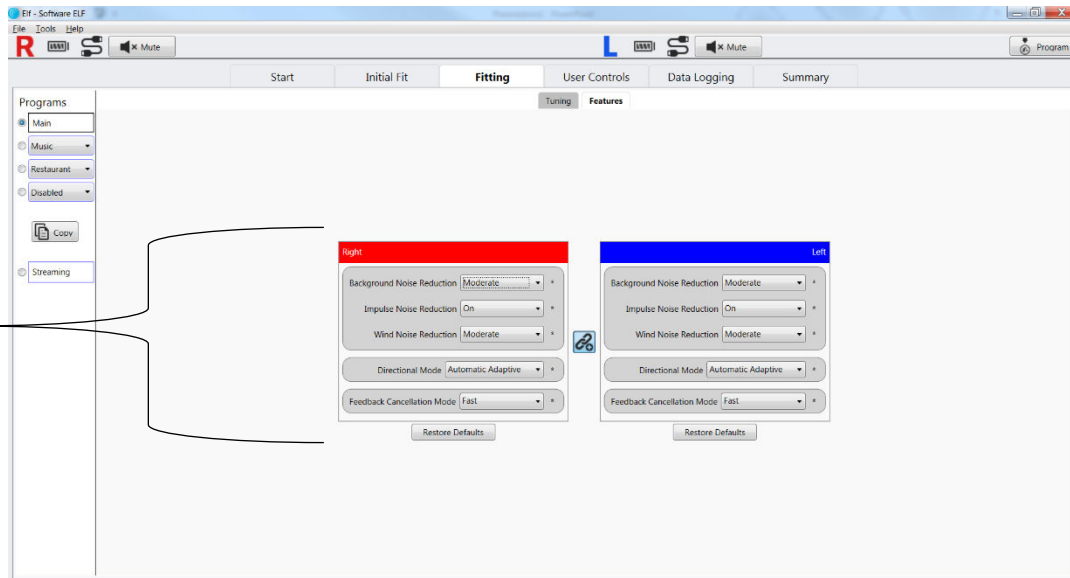 Elf - Software ELF
File Tools Help
R × Mute L × Mute Program
Start Initial Fit Fitting User Controls Data Logging Summary
Programs Tuning Features
Main
Music
Restaurant
Disabled
Copy
Streaming
Right Left
Background Noise Reduction Moderate * Background Noise Reduction Moderate *
Impulse Noise Reduction On * Impulse Noise Reduction On *
Wind Noise Reduction Moderate * Wind Noise Reduction Moderate *
Directional Mode Automatic Adaptive * Directional Mode Automatic Adaptive *
Feedback Cancellation Mode Fast * Feedback Cancellation Mode Fast *
Restore Defaults Restore Defaults